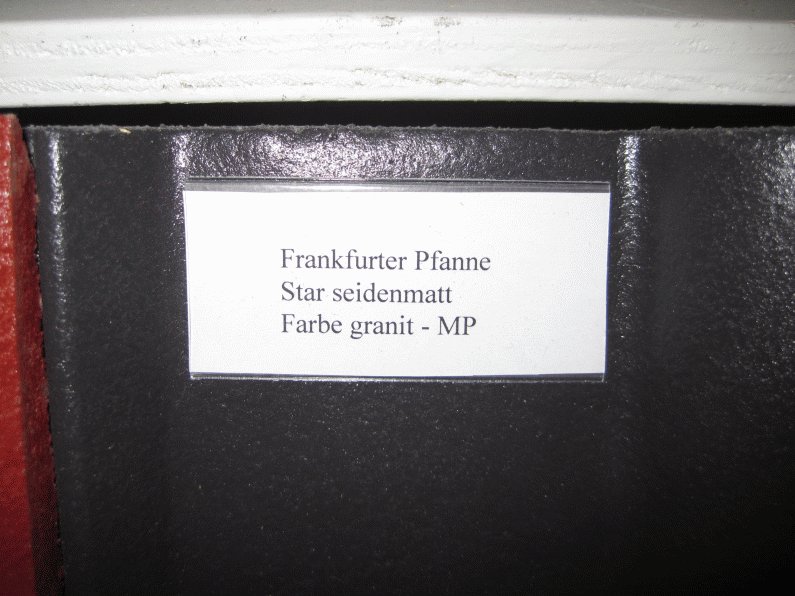 Frankfurter Pfanne
Star seidenmatt
Farbe granit - MP